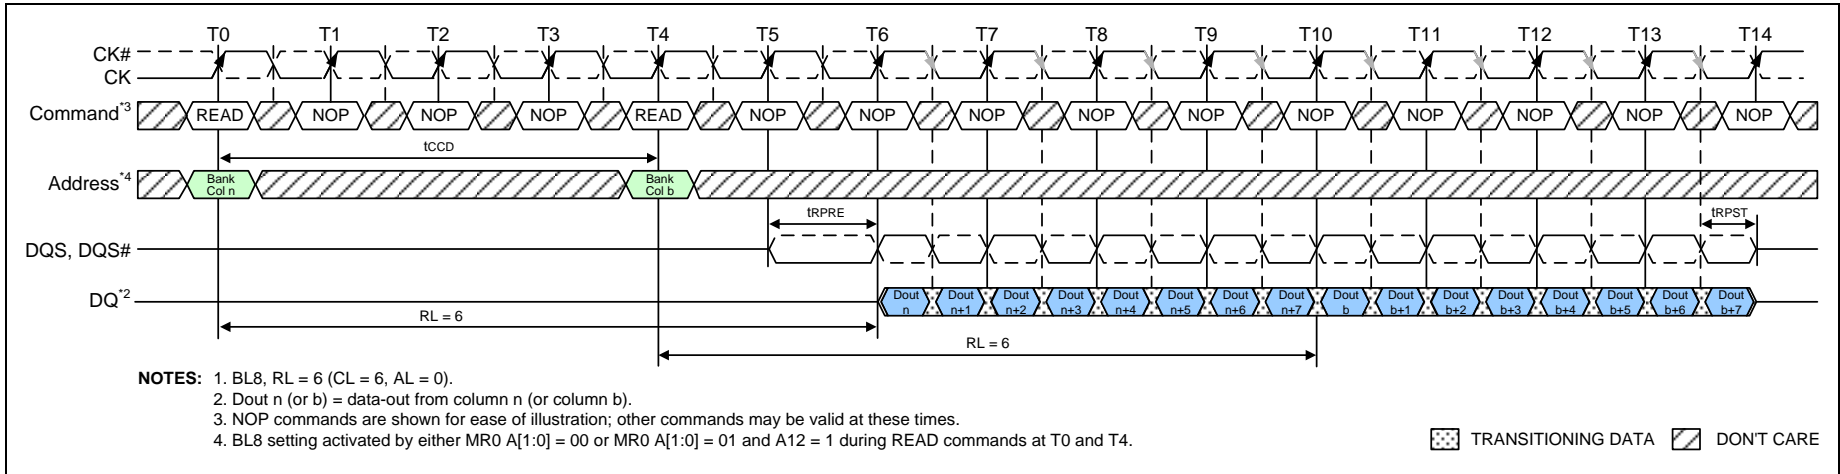 T0 T1 T2 T3 T4 T5 T6 T7 T8 T9 T10 T11 T12 T13 T14
CK#
CK
Command*3 READ NOP NOP NOP READ NOP NOP NOP NOP NOP NOP NOP NOP NOP NOP
tCCD
Address*4 Bank Col n Bank Col b
tRPRE tRPST
DQS, DQS#
DQ*2 Dout n Dout n+1 Dout n+2 Dout n+3 Dout n+4 Dout n+5 Dout n+6 Dout n+7 Dout b Dout b+1 Dout b+2 Dout b+3 Dout b+4 Dout b+5 Dout b+6 Dout b+7
RL = 6
RL = 6
NOTES: 1. BL8, RL = 6 (CL = 6, AL = 0).
2. Dout n (or b) = data-out from column n (or column b).
3. NOP commands are shown for ease of illustration; other commands may be valid at these times.
4. BL8 setting activated by either MR0 A[1:0] = 00 or MR0 A[1:0] = 01 and A12 = 1 during READ commands at T0 and T4.
TRANSITIONING DATA DON'T CARE